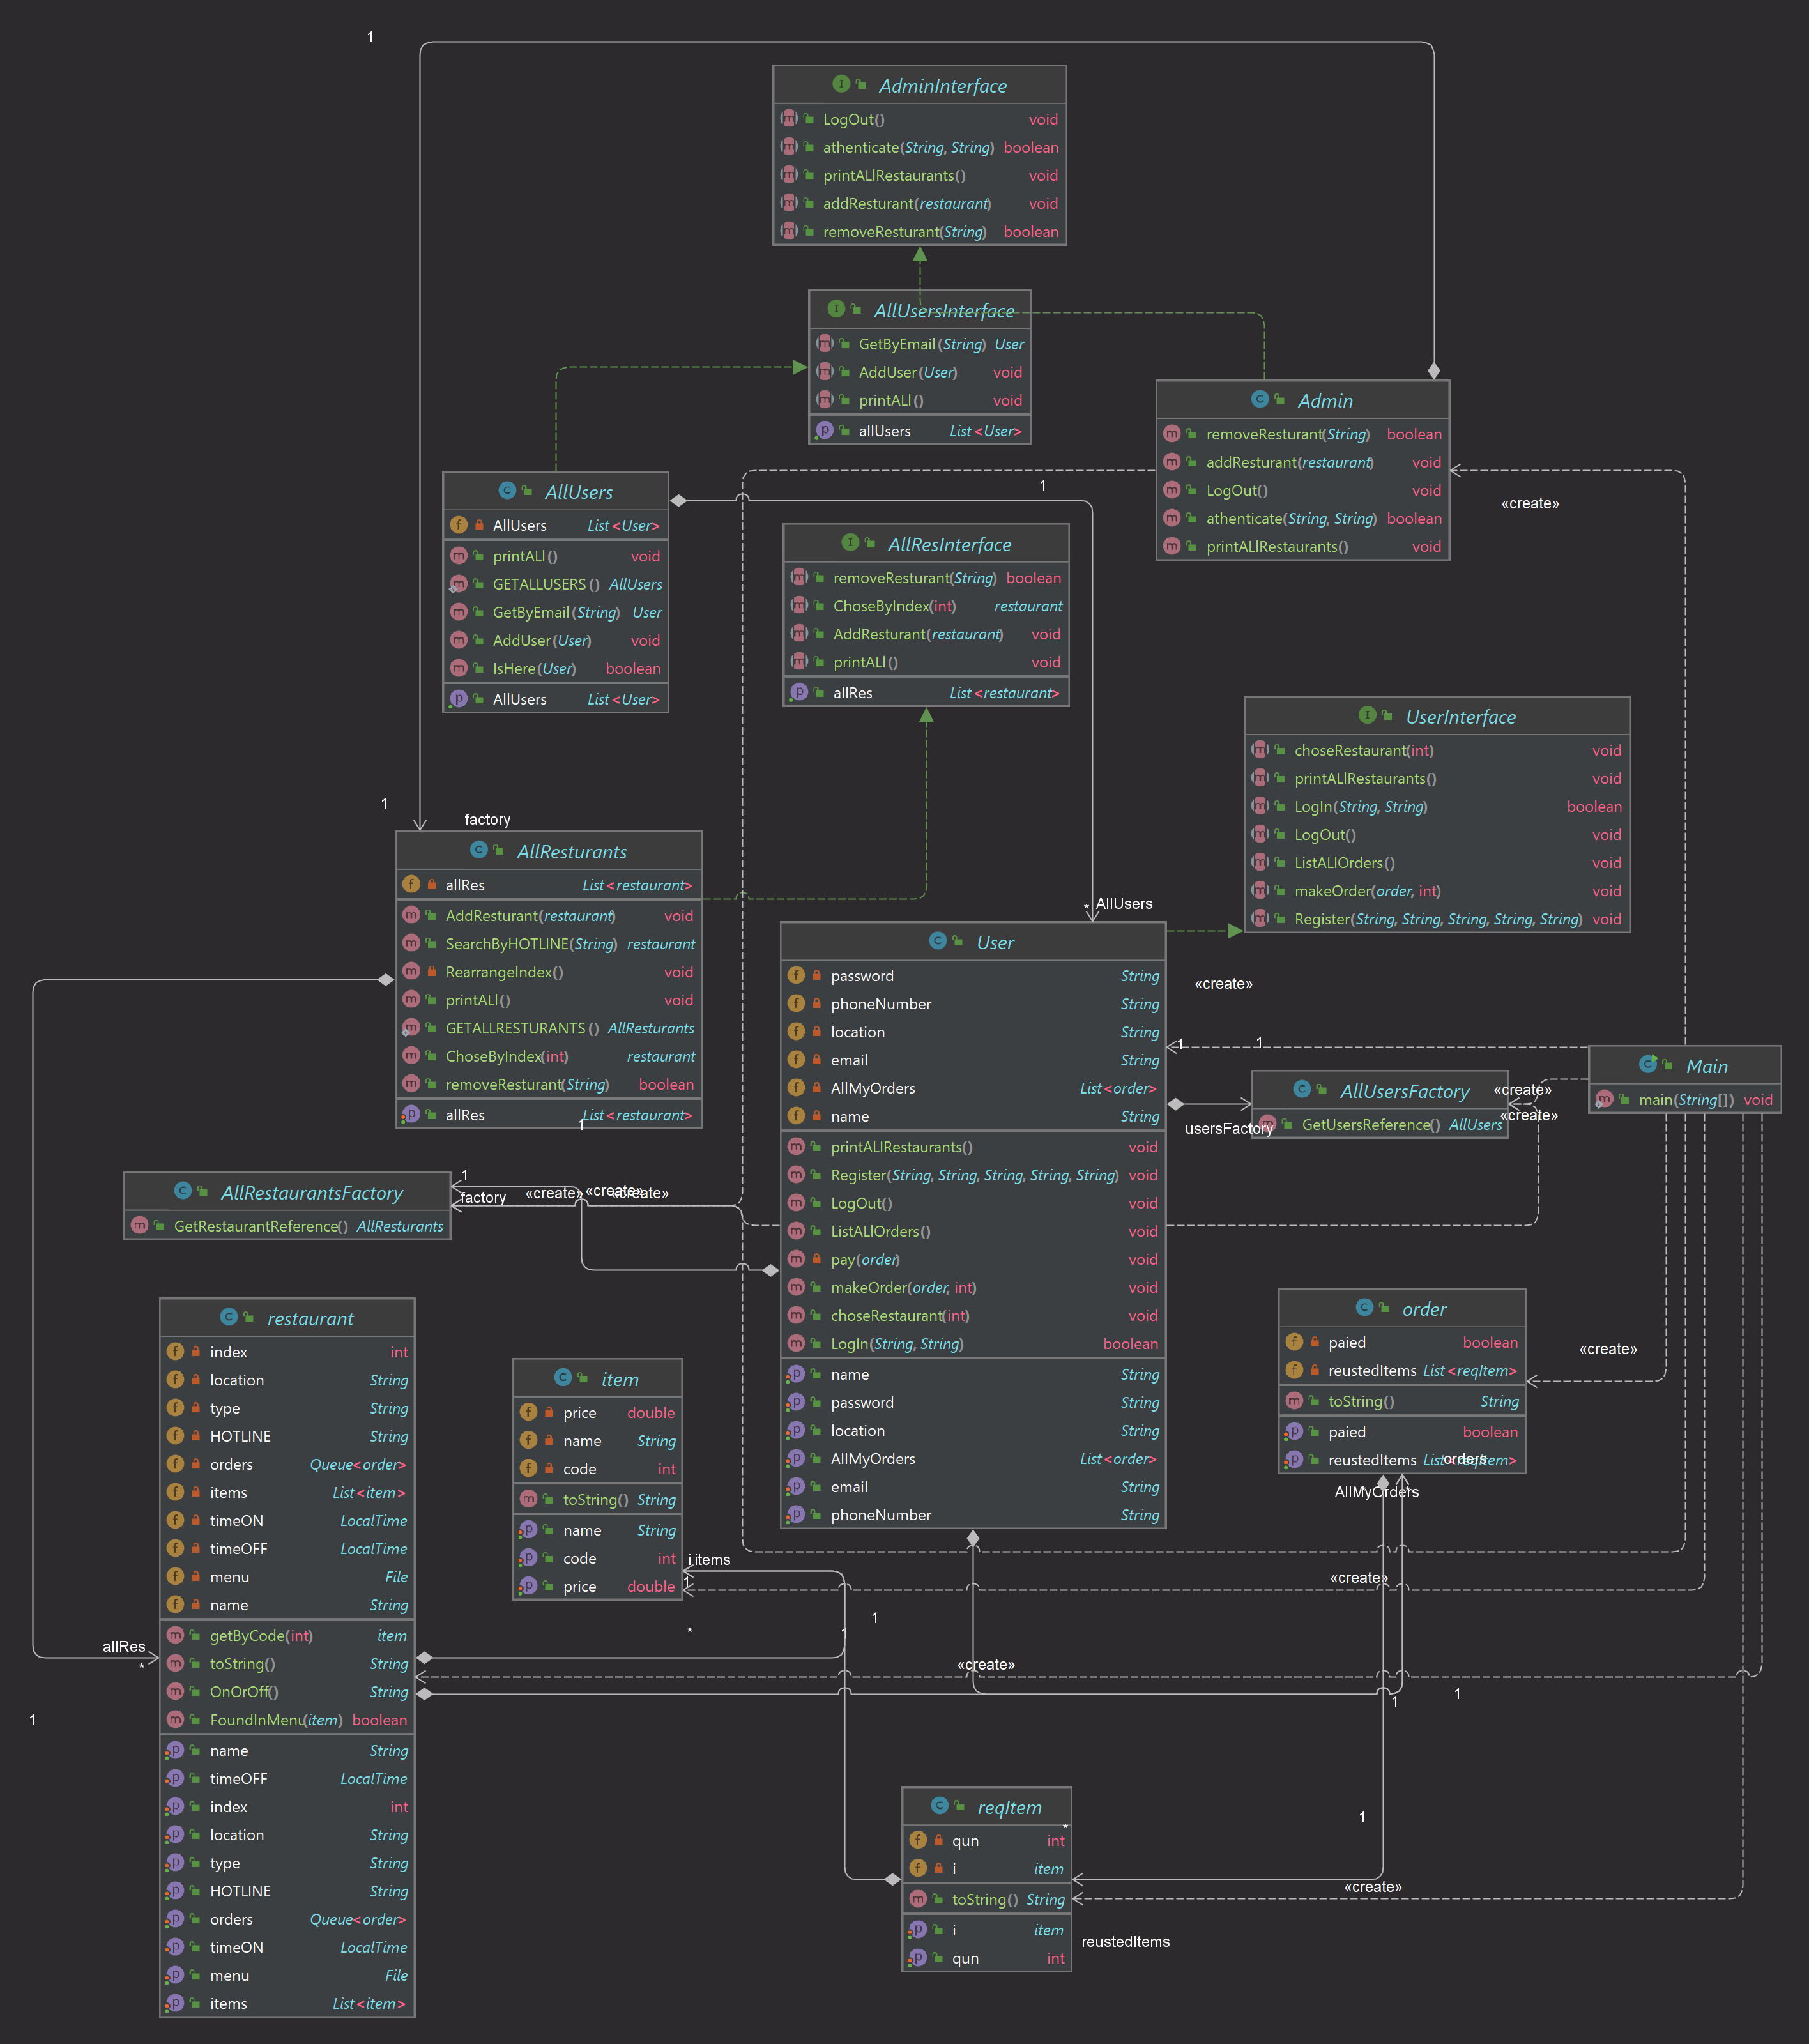 1
AdminInterface
LogOut() void
athenticate(String, String) boolean
printAllRestaurants() void
addResturant(restaurant) void
removeResturant(String) boolean
AllUsersInterface
GetByEmail(String) User
AddUser(User) void
printAll() void
allUsers List<User>
Admin
removeResturant(String) boolean
addResturant(restaurant) void
LogOut() void
athenticate(String, String) boolean
printAllRestaurants() void
«create»
AllUsers
AllUsers List<User>
printAll() void
GETALLUSERS() AllUsers
GetByEmail(String) User
AddUser(User) void
IsHere(User) boolean
AllUsers List<User>
1
AllResInterface
removeResturant(String) boolean
ChoseByIndex(int) restaurant
AddResturant(restaurant) void
printAll() void
allRes List<restaurant>
UserInterface
choseRestaurant(int) void
printAllRestaurants() void
LogIn(String, String) boolean
LogOut() void
ListAllOrders() void
makeOrder(order, int) void
Register(String, String, String, String, String) void
1
factory
AllResturants
allRes List<restaurant>
AddResturant(restaurant) void
SearchByHOTLINE(String) restaurant
RearrangeIndex() void
printAll() void
GETALLRESTURANTS() AllResturants
ChoseByIndex(int) restaurant
removeResturant(String) boolean
allRes List<restaurant>
1
* AllUsers
User
password String
phoneNumber String
location String
email String
AllMyOrders List<order>
name String
printAllRestaurants() void
Register(String, String, String, String, String) void
LogOut() void
ListAllOrders() void
pay(order) void
makeOrder(order, int) void
choseRestaurant(int) void
LogIn(String, String) boolean
name String
password String
location String
AllMyOrders List<order>
email String
phoneNumber String
«create»
1
1
Main
main(String[]) void
AllUsersFactory
GetUsersReference() AllUsers
usersFactory
«create»
«create»
AllRestaurantsFactory
GetRestaurantReference() AllResturants
1
factory
«create»
«create»
«create»
restaurant
index int
location String
type String
HOTLINE String
orders Queue<order>
items List<item>
timeON LocalTime
timeOFF LocalTime
menu File
name String
getByCode(int) item
toString() String
OnOrOff() String
FoundInMenu(item) boolean
name String
timeOFF LocalTime
index int
location String
type String
HOTLINE String
orders Queue<order>
timeON LocalTime
menu File
items List<item>
allRes
*
1
item
price double
name String
code int
toString() String
name String
code int
price double
i
items
1
*
1
1
order
paied boolean
reustedItems List<reqItem>
toString() String
paied boolean
reustedItems List<reqItem>
orders
AllMyOrders
«create»
«create»
«create»
1
1
reqItem
qun int
i item
toString() String
i item
qun int
*
1
«create»
reustedItems